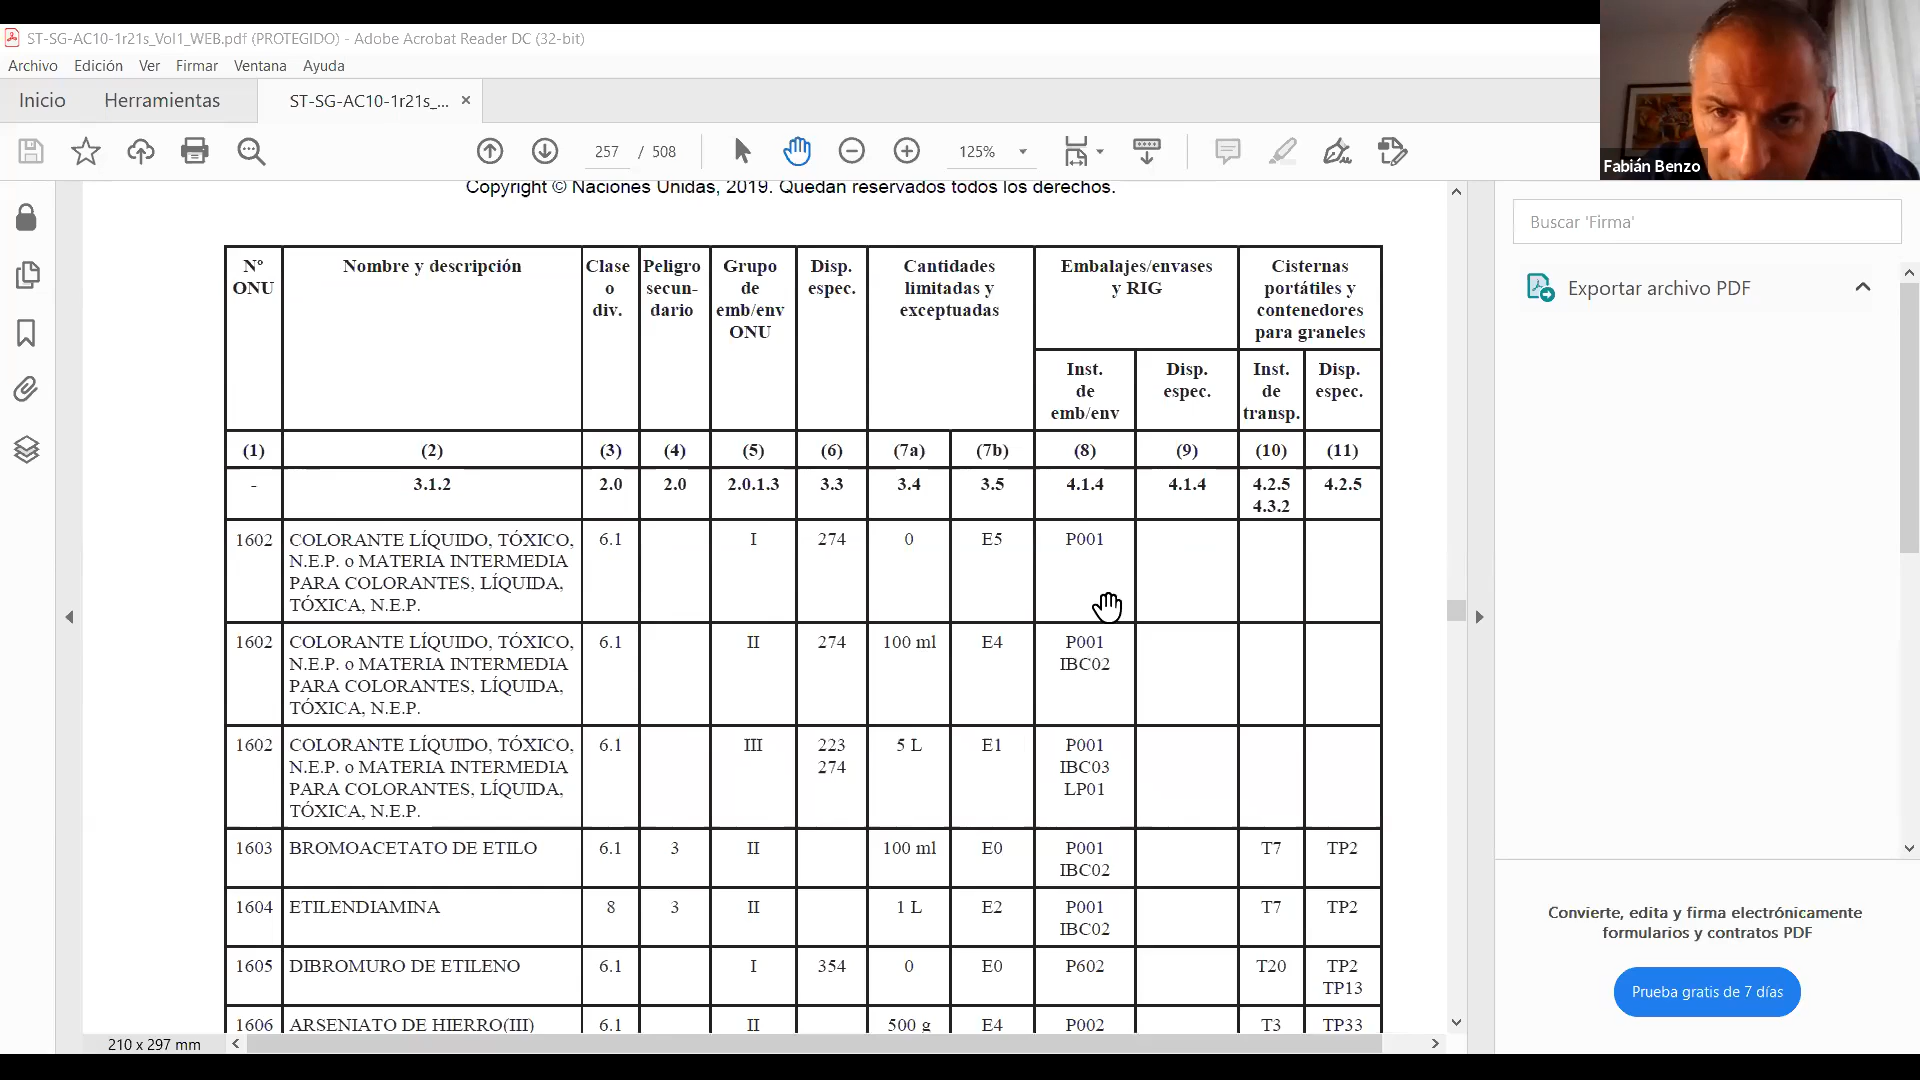 ST-SG-AC10-1r21s_Vol1_WEB.pdf (PROTEGIDO) - Adobe Acrobat Reader DC (32-bit)
Archivo Edición Ver Firmar Ventana Ayuda
Inicio Herramientas ST-SG-AC10-1r21s_... ×
257 / 508 125%
Fabián Benzo
Copyright © Naciones Unidas, 2019. Quedan reservados todos los derechos.
Buscar 'Firma'
Exportar archivo PDF
Nº ONU
Nombre y descripción
Clase o div.
Peligro secun-dario
Grupo de emb/env ONU
Disp. espec.
Cantidades limitadas y exceptuadas
Embalajes/envases y RIG
Cisternas portátiles y contenedores para graneles
Inst. de emb/env
Disp. espec.
Inst. de transp.
Disp. espec.
(1) (2) (3) (4) (5) (6) (7a) (7b) (8) (9) (10) (11)
- 3.1.2 2.0 2.0 2.0.1.3 3.3 3.4 3.5 4.1.4 4.1.4 4.2.5 4.2.5
4.3.2
1602 COLORANTE LÍQUIDO, TÓXICO, 6.1 I 274 0 E5 P001
N.E.P. o MATERIA INTERMEDIA
PARA COLORANTES, LÍQUIDA,
TÓXICA, N.E.P.
1602 COLORANTE LÍQUIDO, TÓXICO, 6.1 II 274 100 ml E4 P001
N.E.P. o MATERIA INTERMEDIA IBC02
PARA COLORANTES, LÍQUIDA,
TÓXICA, N.E.P.
1602 COLORANTE LÍQUIDO, TÓXICO, 6.1 III 223 5 L E1 P001
N.E.P. o MATERIA INTERMEDIA 274 IBC03
PARA COLORANTES, LÍQUIDA, LP01
TÓXICA, N.E.P.
1603 BROMOACETATO DE ETILO 6.1 3 II 100 ml E0 P001 T7 TP2
IBC02
1604 ETILENDIAMINA 8 3 II 1 L E2 P001 T7 TP2
IBC02
1605 DIBROMURO DE ETILENO 6.1 I 354 0 E0 P602 T20 TP2
TP13
1606 ARSENIATO DE HIERRO(III) 6.1 II 500 g E4 P002 T3 TP33
210 x 297 mm
Convierte, edita y firma electrónicamente
formularios y contratos PDF
Prueba gratis de 7 días